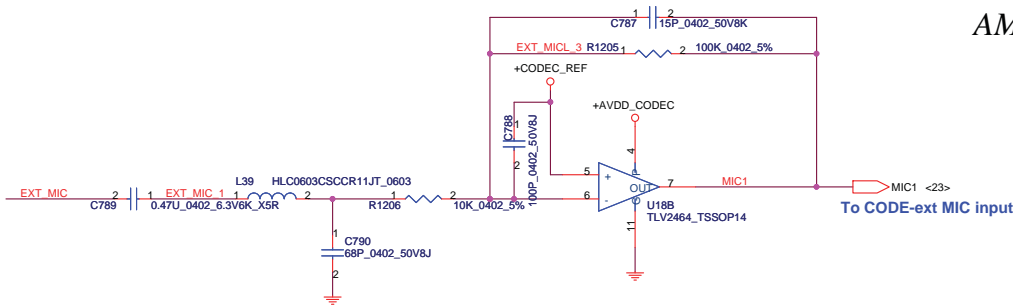 1
2
C787
15P_0402_50V8K
AM
EXT_MICL_3
R1205
1
2
100K_0402_5%
+CODEC_REF
+AVDD_CODEC
1
C788
2
100P_0402_50V8J
4
5
+
P
OUT
7
MIC1
MIC1 <23>
6
-
G
U18B
TLV2464_TSSOP14
11
To CODE-ext MIC input
EXT_MIC
2
1
EXT_MIC_1
L39
HLC0603CSCCR11JT_0603
1
2
1
2
C789
0.47U_0402_6.3V6K_X5R
R1206
10K_0402_5%
1
C790
68P_0402_50V8J
2